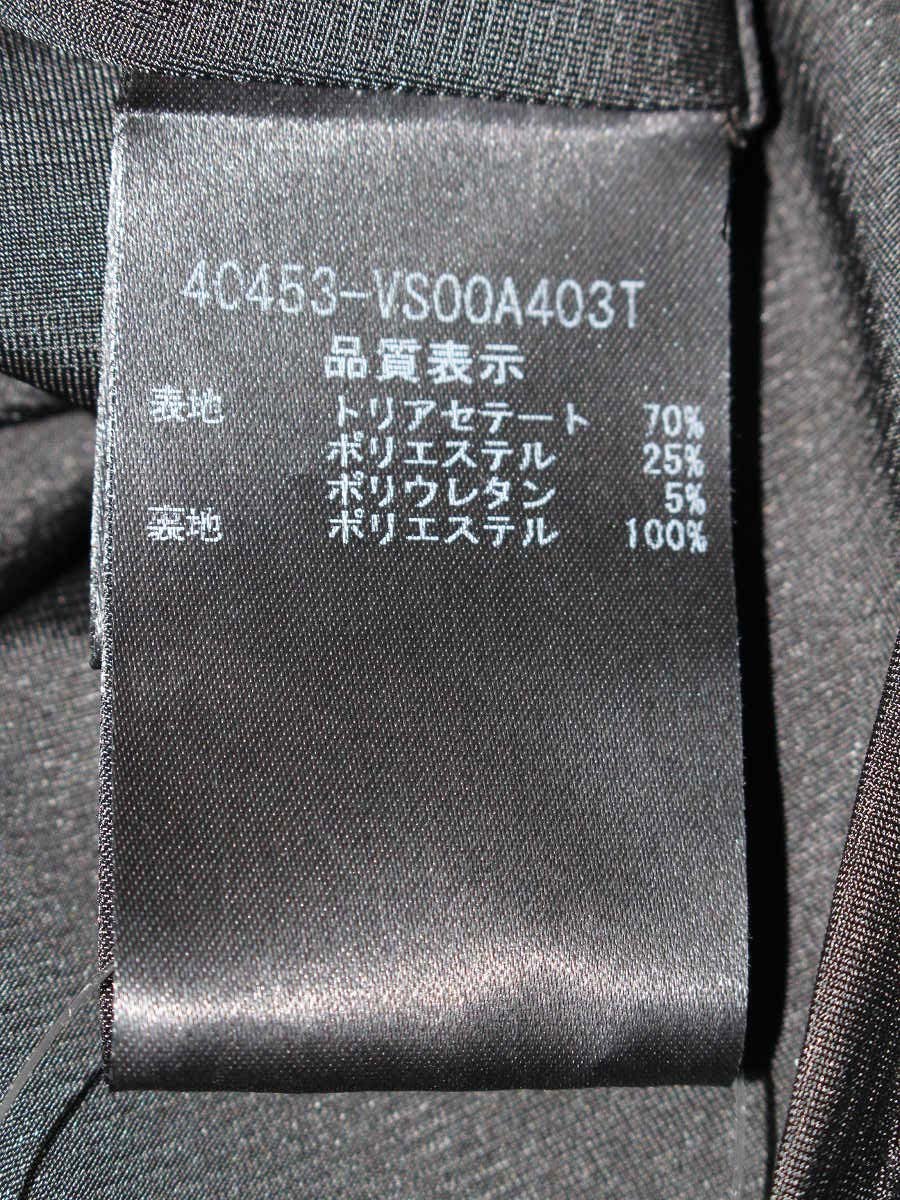 40453-VS00A403T
品質表示
表地 トリアセテート 70%
ポリエステル 25%
ポリウレタン 5%
裏地 ポリエステル 100%